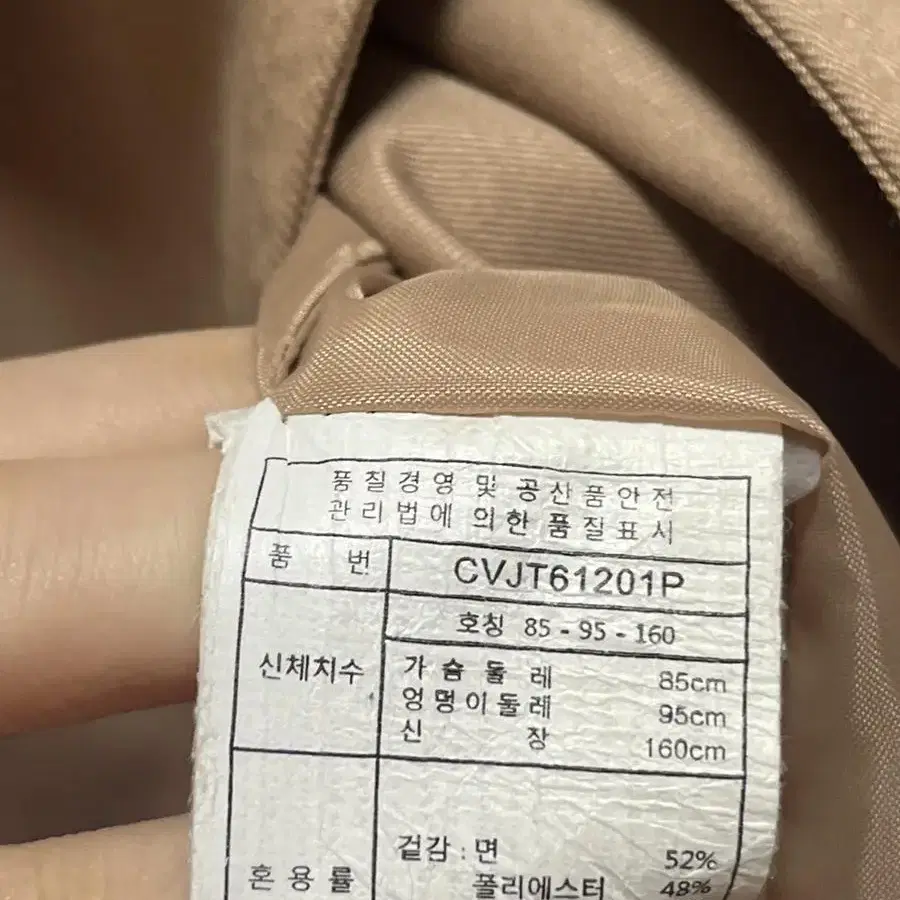 품질경영 및 공산품안전
관리법에 의한 품질표시
품 번 CVJT61201P
호칭 85 - 95 - 160
신체치수
가슴둘레 85cm
엉덩이둘레 95cm
신장 160cm
혼용률
겉감 : 면 52%
폴리에스터 48%